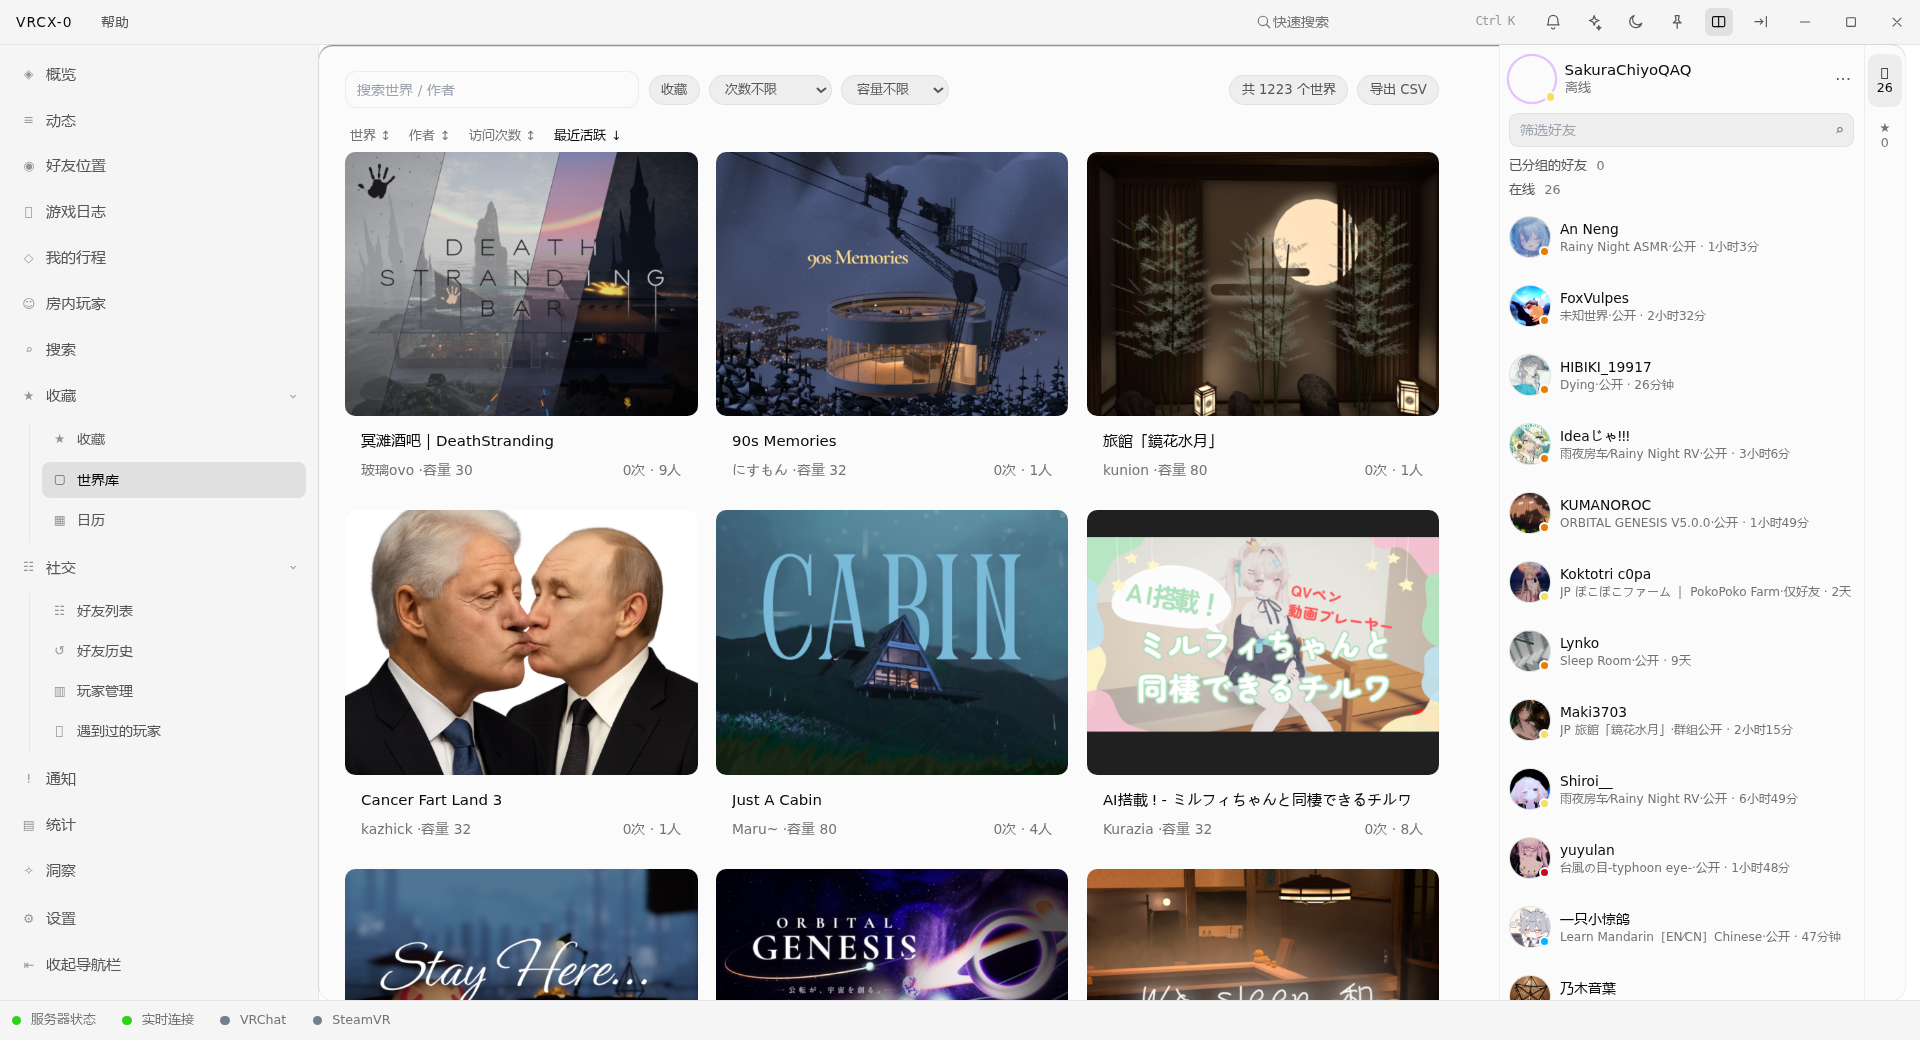 VRCX-0
帮助
快速搜索
Ctrl K
概览
动态
好友位置
游戏日志
我的行程
房内玩家
搜索
收藏
收藏
世界库
日历
社交
好友列表
好友历史
玩家管理
遇到过的玩家
通知
统计
洞察
设置
收起导航栏
搜索世界 / 作者
收藏
次数不限
容量不限
共 1223 个世界
导出 CSV
世界 ↕
作者 ↕
访问次数 ↕
最近活跃 ↓
DEATH
STRANDING
BAR
冥滩酒吧 | DeathStranding
玻璃ovo ·容量 30
0次 · 9人
90s Memories
90s Memories
にすもん ·容量 32
0次 · 1人
旅館「鏡花水月」
kunion ·容量 80
0次 · 1人
Cancer Fart Land 3
kazhick ·容量 32
0次 · 1人
CABIN
Just A Cabin
Maru~ ·容量 80
0次 · 4人
AI搭載！
QVペン
動画プレーヤー
ミルフィちゃんと
同棲できるチルワ
AI搭載！- ミルフィちゃんと同棲できるチルワ
Kurazia ·容量 32
0次 · 8人
Stay Here...
ORBITAL
GENESIS
公転が、宇宙を創る。
We sleep 和
SakuraChiyoQAQ
离线
···
筛选好友
已分组的好友 0
在线 26
An Neng
Rainy Night ASMR·公开 · 1小时3分
FoxVulpes
未知世界·公开 · 2小时32分
HIBIKI_19917
Dying·公开 · 26分钟
Ideaじゃ!!!
雨夜房车⁄Rainy Night RV·公开 · 3小时6分
KUMANOROC
ORBITAL GENESIS V5.0.0·公开 · 1小时49分
Koktotri c0pa
JP ぽこぽこファーム ｜ PokoPoko Farm·仅好友 · 2天
Lynko
Sleep Room·公开 · 9天
Maki3703
JP 旅館「鏡花水月」·群组公开 · 2小时15分
Shiroi__
雨夜房车⁄Rainy Night RV·公开 · 6小时49分
yuyulan
台風の目-typhoon eye-·公开 · 1小时48分
一只小惊鸽
Learn Mandarin［EN⁄CN］Chinese·公开 · 47分钟
乃木音葉
26
★
0
服务器状态
实时连接
VRChat
SteamVR